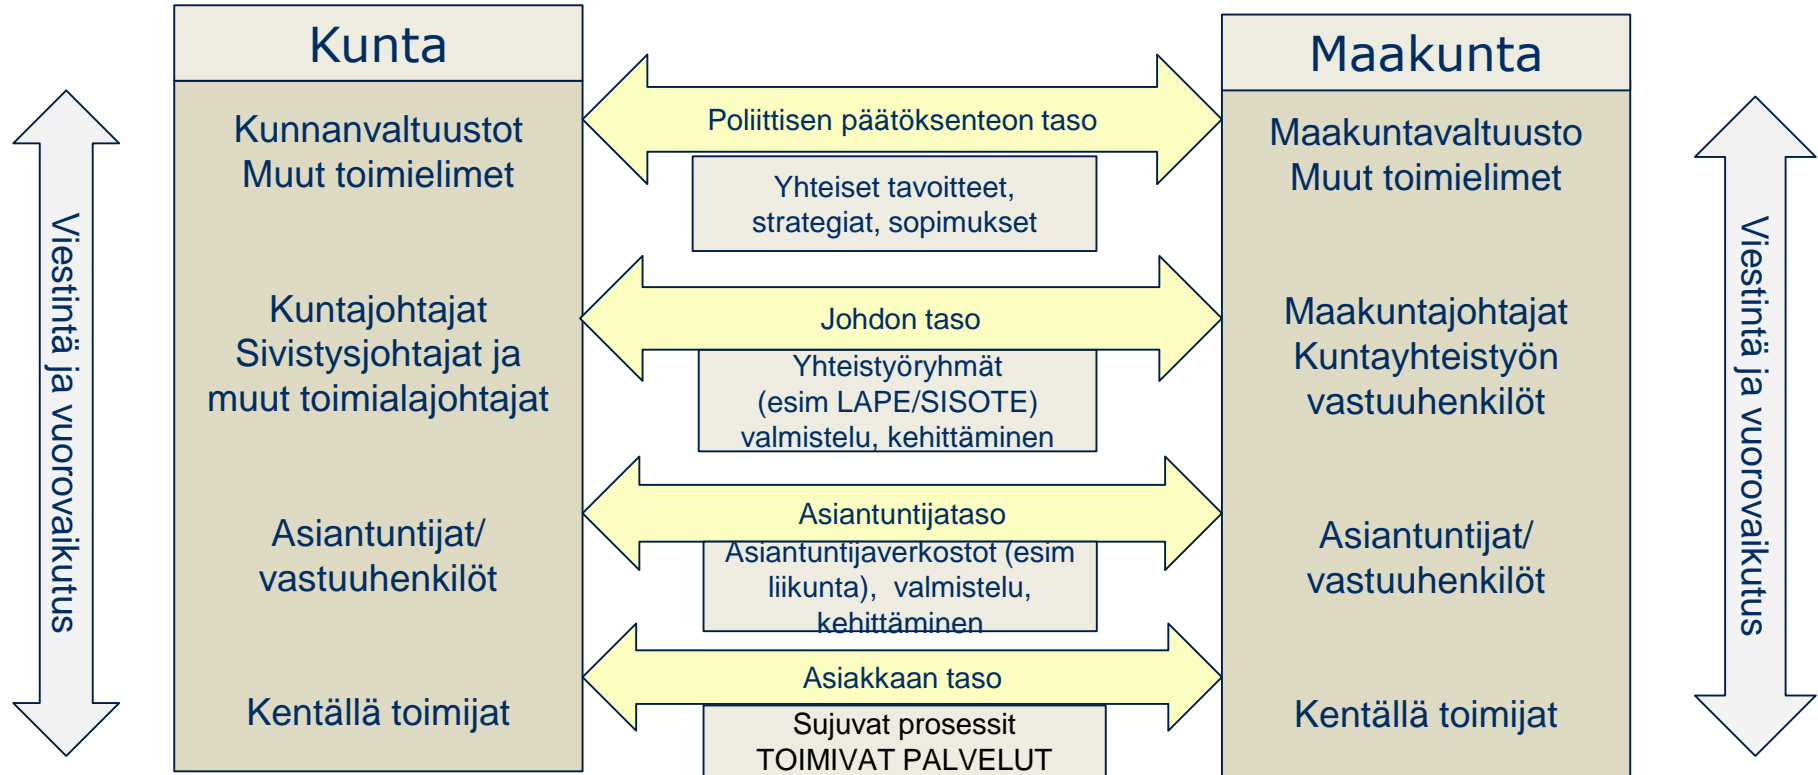 Kunta
Kunnanvaltuustot
Muut toimielimet
Kuntajohtajat
Sivistysjohtajat ja
muut toimialajohtajat
Asiantuntijat/
vastuuhenkilöt
Kentällä toimijat
Viestintä ja vuorovaikutus
Poliittisen päätöksenteon taso
Yhteiset tavoitteet,
strategiat, sopimukset
Johdon taso
Yhteistyöryhmät
(esim LAPE/SISOTE)
valmistelu, kehittäminen
Asiantuntijataso
Asiantuntijaverkostot (esim
liikunta), valmistelu,
kehittäminen
Asiakkaan taso
Sujuvat prosessit
TOIMIVAT PALVELUT
Maakunta
Maakuntavaltuusto
Muut toimielimet
Maakuntajohtajat
Kuntayhteistyön
vastuuhenkilöt
Asiantuntijat/
vastuuhenkilöt
Kentällä toimijat
Viestintä ja vuorovaikutus